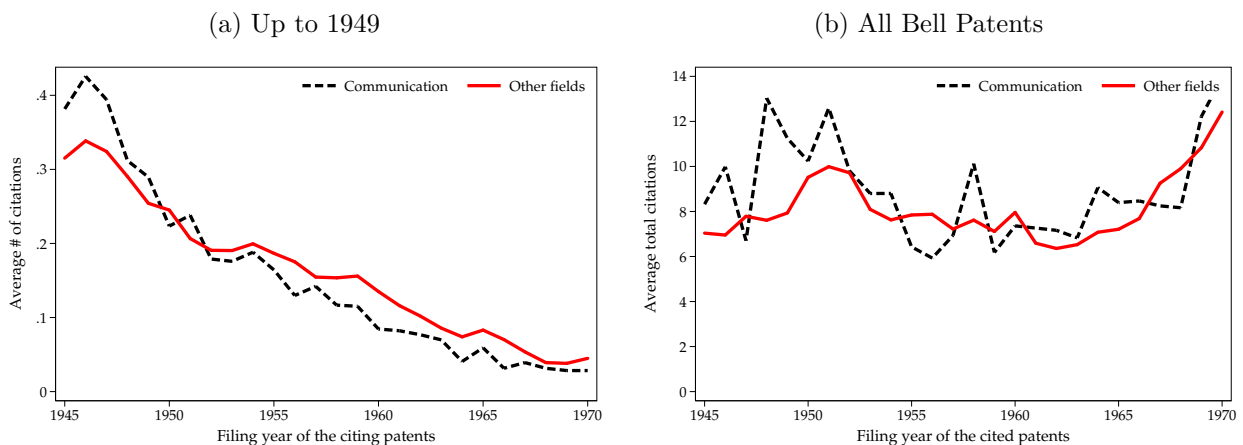 (a) Up to 1949
Communication
Other fields
.4
.3
.2
.1
0
Average # of citations
1945
1950
1955
1960
1965
1970
Filing year of the citing patents
(b) All Bell Patents
Communication
Other fields
14
12
10
8
6
4
2
0
Average total citations
1945
1950
1955
1960
1965
1970
Filing year of the cited patents